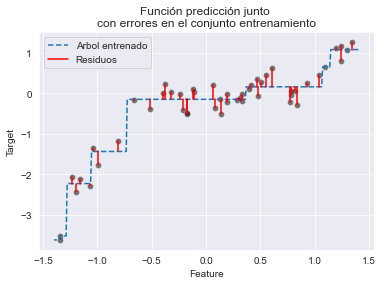 Función predicción junto
con errores en el conjunto entrenamiento
Arbol entrenado
Residuos
Target
1
0
−1
−2
−3
−1.5
−1.0
−0.5
0.0
0.5
1.0
1.5
Feature